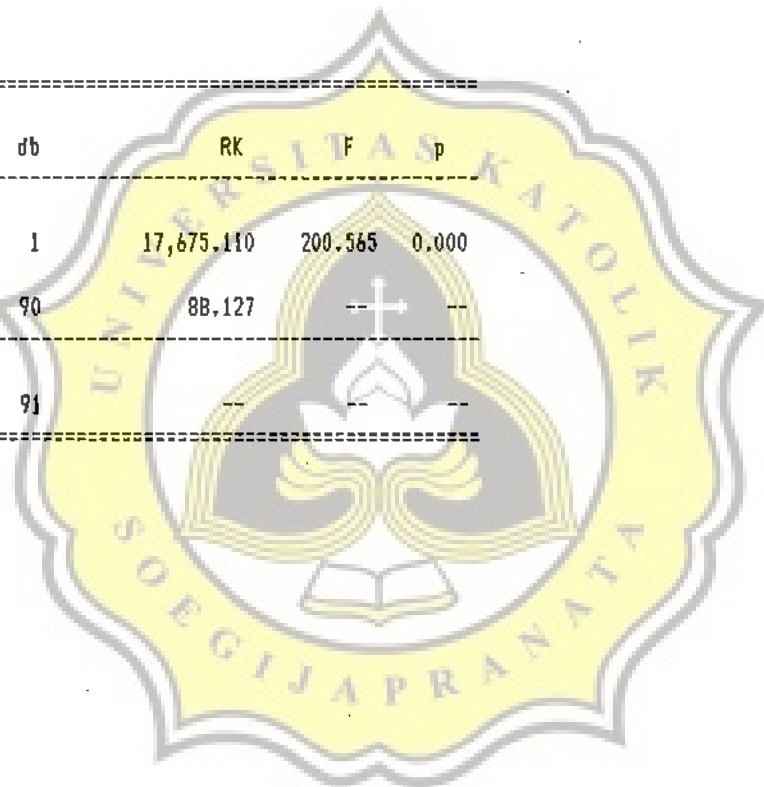 db RK F p
1 17,675.110 200.565 0.000
90 88.127 -- --
91 -- -- --
UNIVERSITAS KATOLIK
SOEGIJAPRANATA